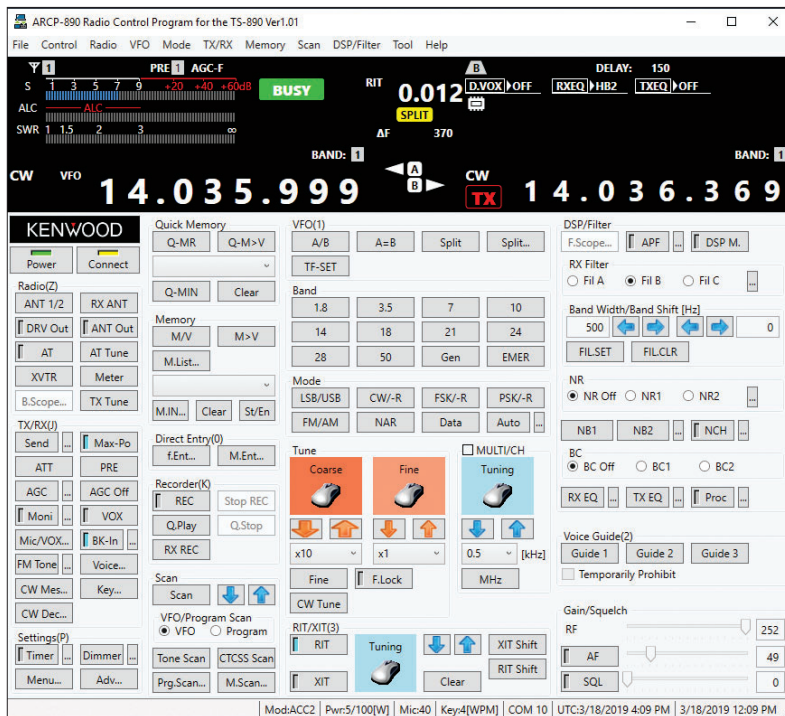 ARCP-890 Radio Control Program for the TS-890 Ver1.01
File Control Radio VFO Mode TX/RX Memory Scan DSP/Filter Tool Help
1 PRE 1 AGC-F
S 1 3 5 7 9 +20 +40 +60dB
BUSY
ALC ALC
SWR 1 1.5 2 3 ∞
RIT 0.012
SPLIT
ΔF 370
B DELAY: 150
D.VOX OFF RXEQ HB2 TXEQ OFF
BAND: 1 BAND: 1
CW VFO 14.035.999
A
B
CW TX 14.036.369
KENWOOD
Power Connect
Radio(Z)
ANT 1/2 RX ANT
DRV Out ANT Out
AT AT Tune
XVTR Meter
B.Scope... TX Tune
TX/RX(J)
Send ... Max-Po
ATT PRE
AGC ... AGC Off
Moni ... VOX
Mic/VOX... BK-In ...
FM Tone ... Voice...
CW Mes... Key...
CW Dec...
Settings(P)
Timer ... Dimmer ...
Menu... Adv...
Quick Memory
Q-MR Q-M>V
Q-MIN Clear
Memory
M/V M>V
M.List...
M.IN... Clear St/En
Direct Entry(0)
f.Ent... M.Ent...
Recorder(K)
REC Stop REC
Q.Play Q.Stop
RX REC
Scan
Scan
VFO/Program Scan
VFO Program
Tone Scan CTCSS Scan
Prg.Scan... M.Scan...
VFO(1)
A/B A=B Split Split...
TF-SET
Band
1.8 3.5 7 10
14 18 21 24
28 50 Gen EMER
Mode
LSB/USB CW/-R FSK/-R PSK/-R
FM/AM NAR Data Auto ...
Tune MULTI/CH
Coarse Fine Tuning
x10 x1 0.5 [kHz]
Fine F.Lock MHz
CW Tune
RIT/XIT(3)
RIT Tuning XIT Shift
RIT Shift
XIT Clear
DSP/Filter
F.Scope... APF ... DSP M.
RX Filter
Fil A Fil B Fil C ...
Band Width/Band Shift [Hz]
500 0
FIL.SET FIL.CLR
NR
NR Off NR1 NR2 ...
NB1 NB2 ... NCH ...
BC
BC Off BC1 BC2
RX EQ ... TX EQ ... Proc ...
Voice Guide(2)
Guide 1 Guide 2 Guide 3
Temporarily Prohibit
Gain/Squelch
RF 252
AF 49
SQL 0
Mod:ACC2 Pwr:5/100[W] Mic:40 Key:4[WPM] COM 10 UTC:3/18/2019 4:09 PM 3/18/2019 12:09 PM